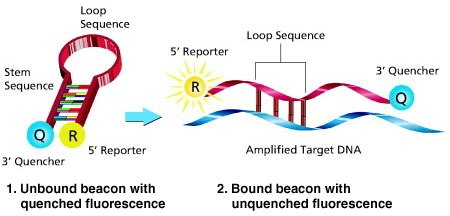 Loop
Sequence
Stem
Sequence
Q
R
3' Quencher
5' Reporter
1. Unbound beacon with
quenched fluorescence
5' Reporter
R
Loop Sequence
3' Quencher
Q
Amplified Target DNA
2. Bound beacon with
unquenched fluorescence